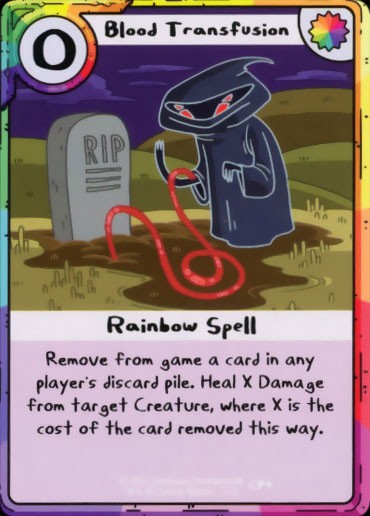 0
Blood Transfusion
RIP
Rainbow Spell
Remove from game a card in any
player's discard pile. Heal X Damage
from target Creature, where X is the
cost of the card removed this way.